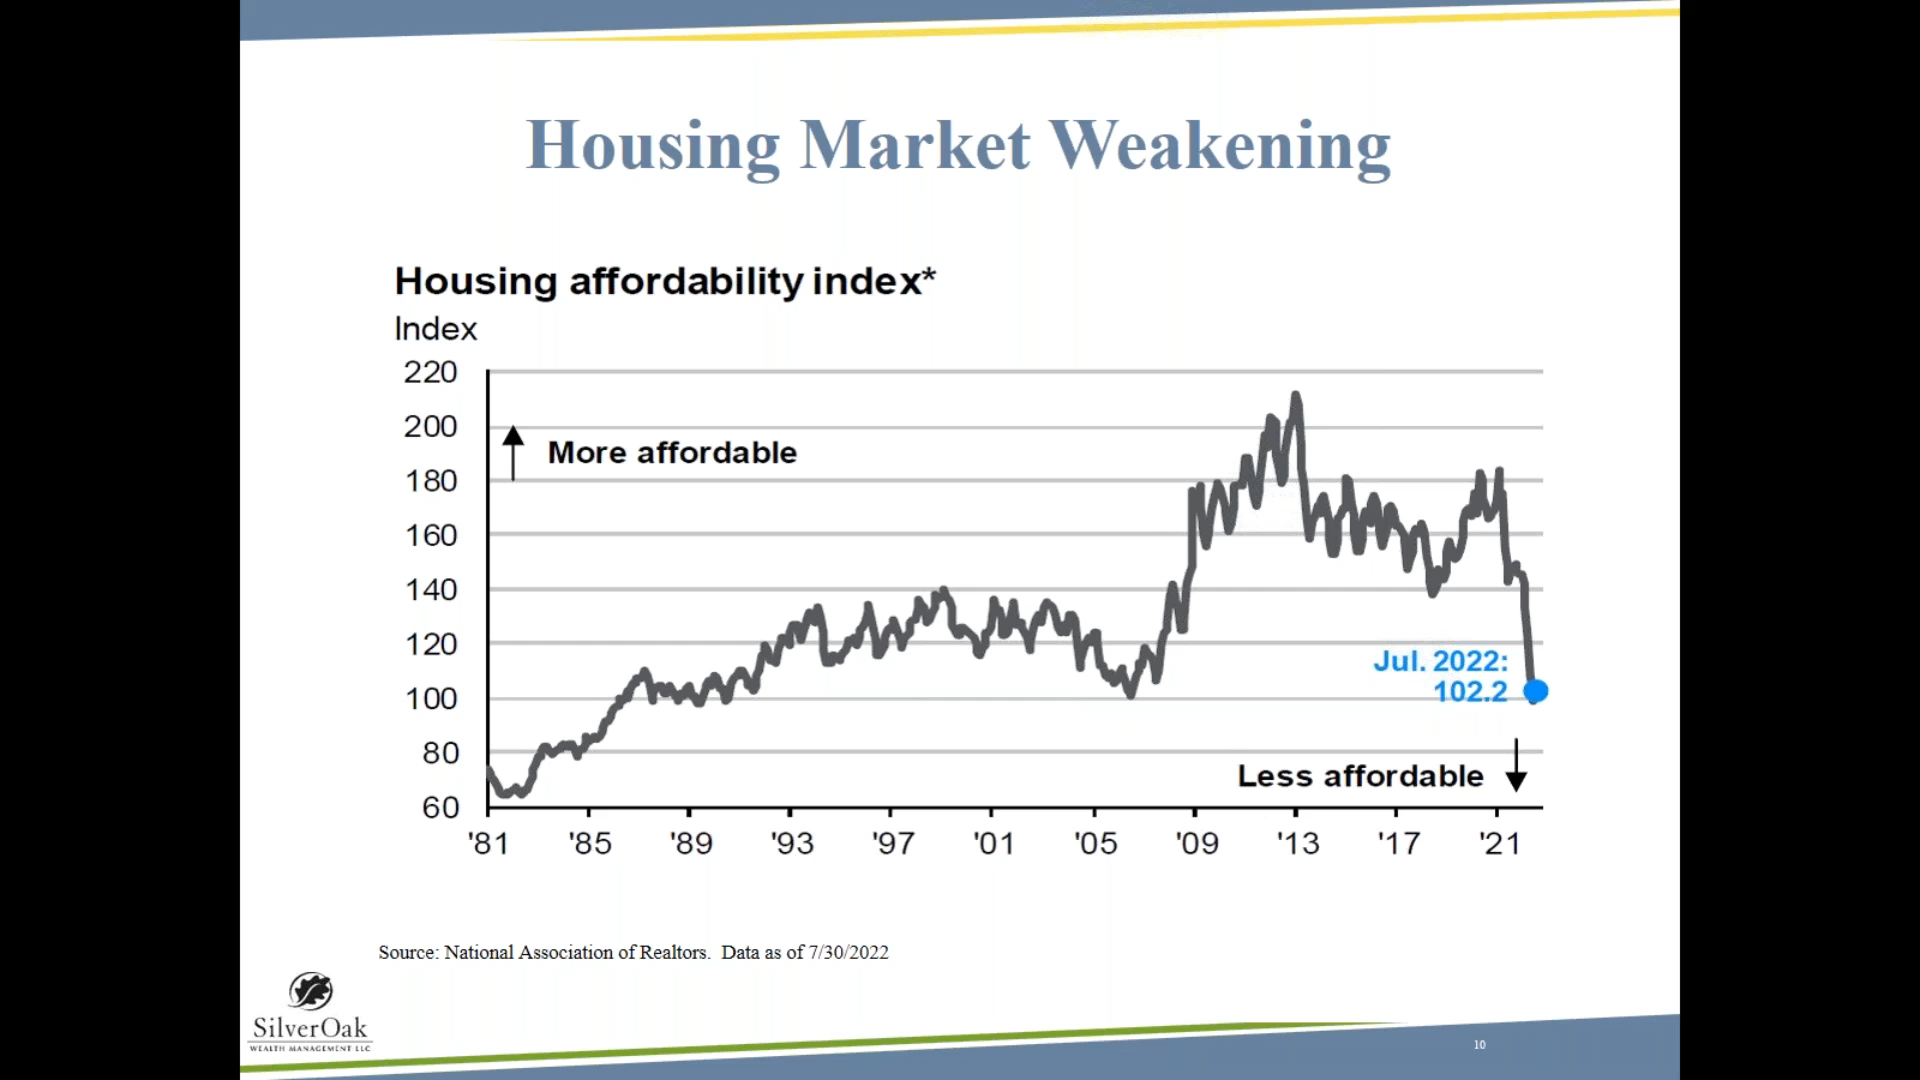 Housing Market Weakening
Housing affordability index*
Index
220
200
More affordable
180
160
140
120
Jul. 2022:
102.2
100
80
Less affordable
60
'81 '85 '89 '93 '97 '01 '05 '09 '13 '17 '21
Source: National Association of Realtors.  Data as of 7/30/2022
SilverOak
WEALTH MANAGEMENT LLC
10